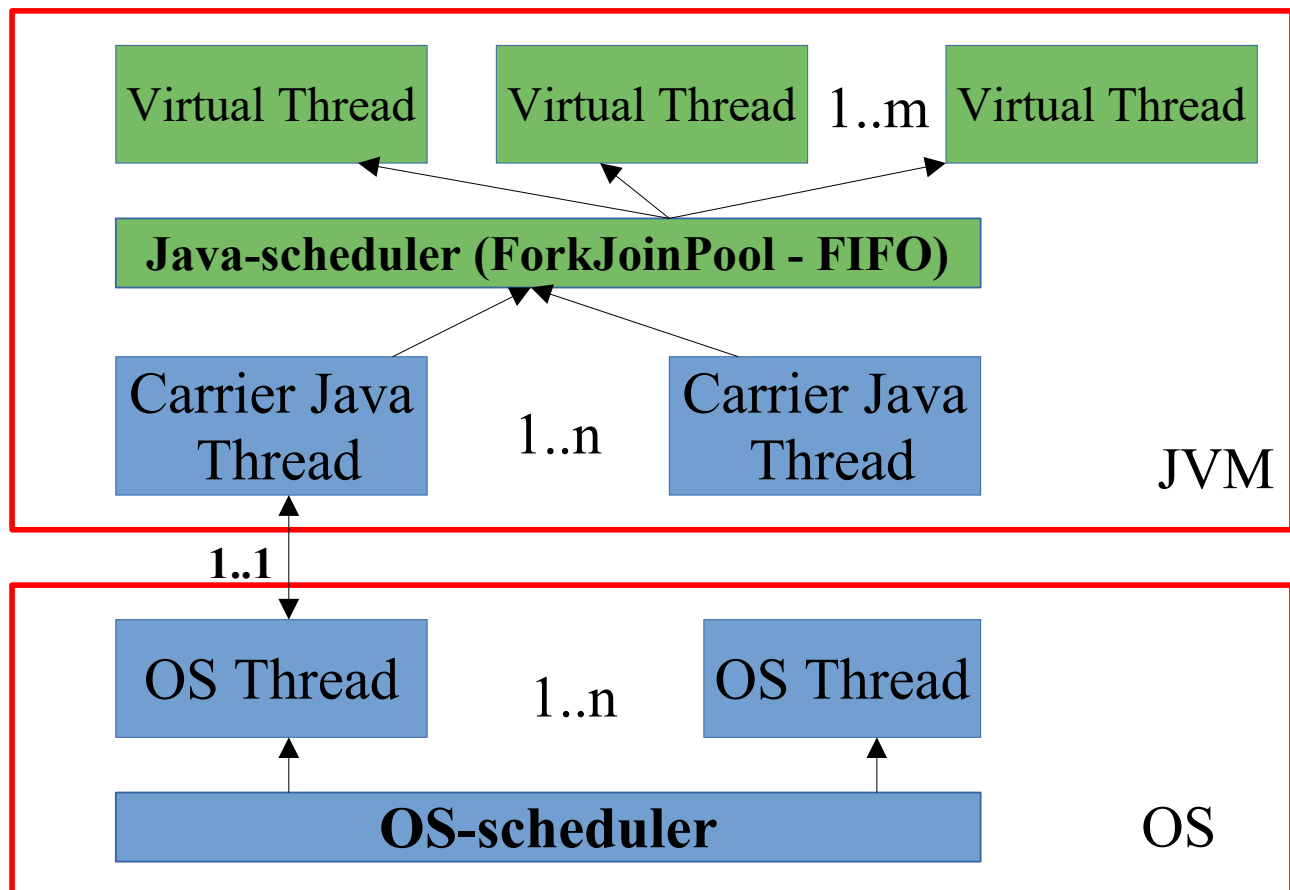 Virtual Thread
Virtual Thread
1..m
Virtual Thread
Java-scheduler (ForkJoinPool - FIFO)
Carrier Java
Thread
1..n
Carrier Java
Thread
JVM
1..1
OS Thread
1..n
OS Thread
OS-scheduler
OS